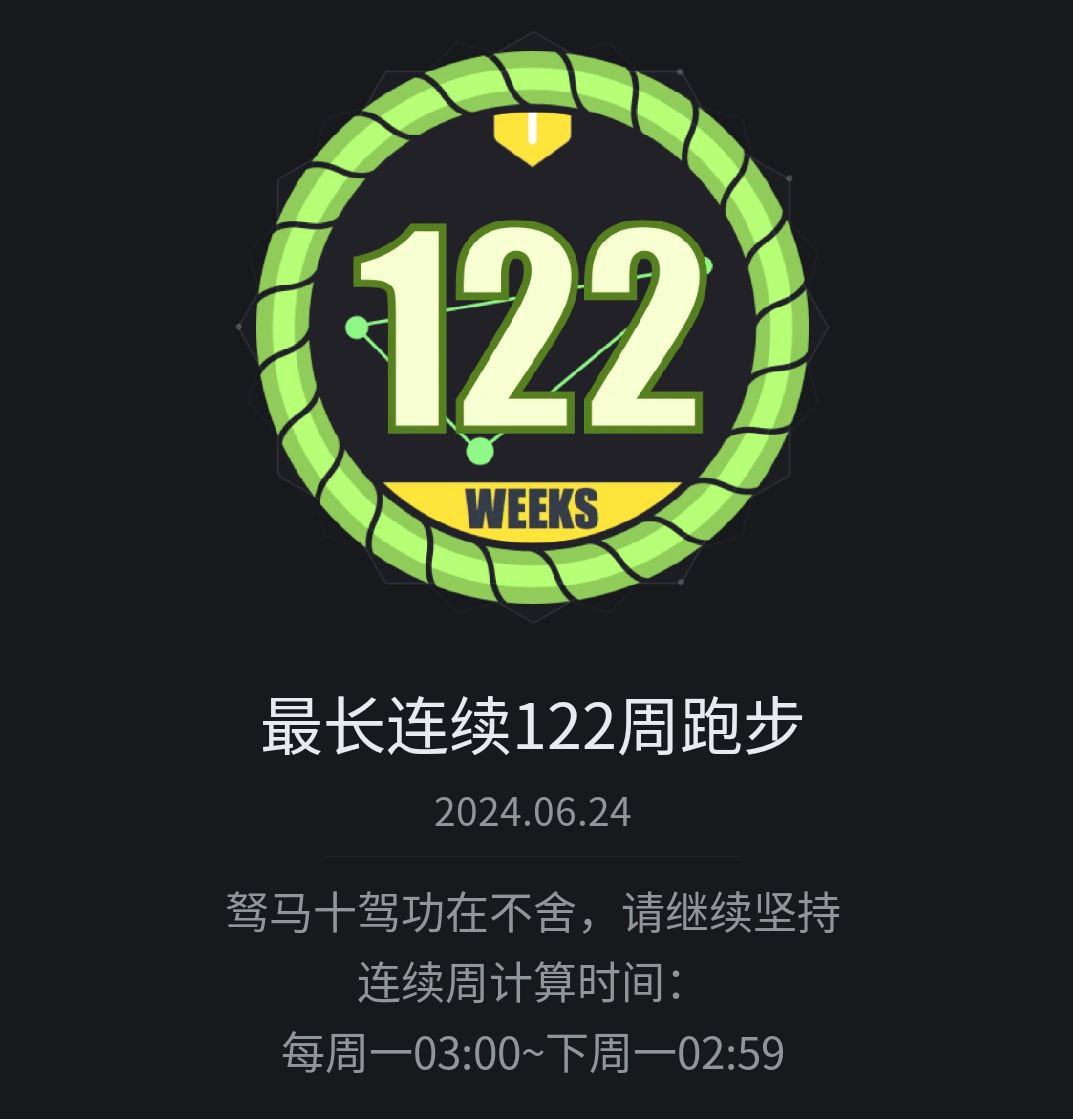 122
WEEKS
最长连续122周跑步
2024.06.24
驽马十驾功在不舍，请继续坚持
连续周计算时间：
每周一03:00~下周一02:59